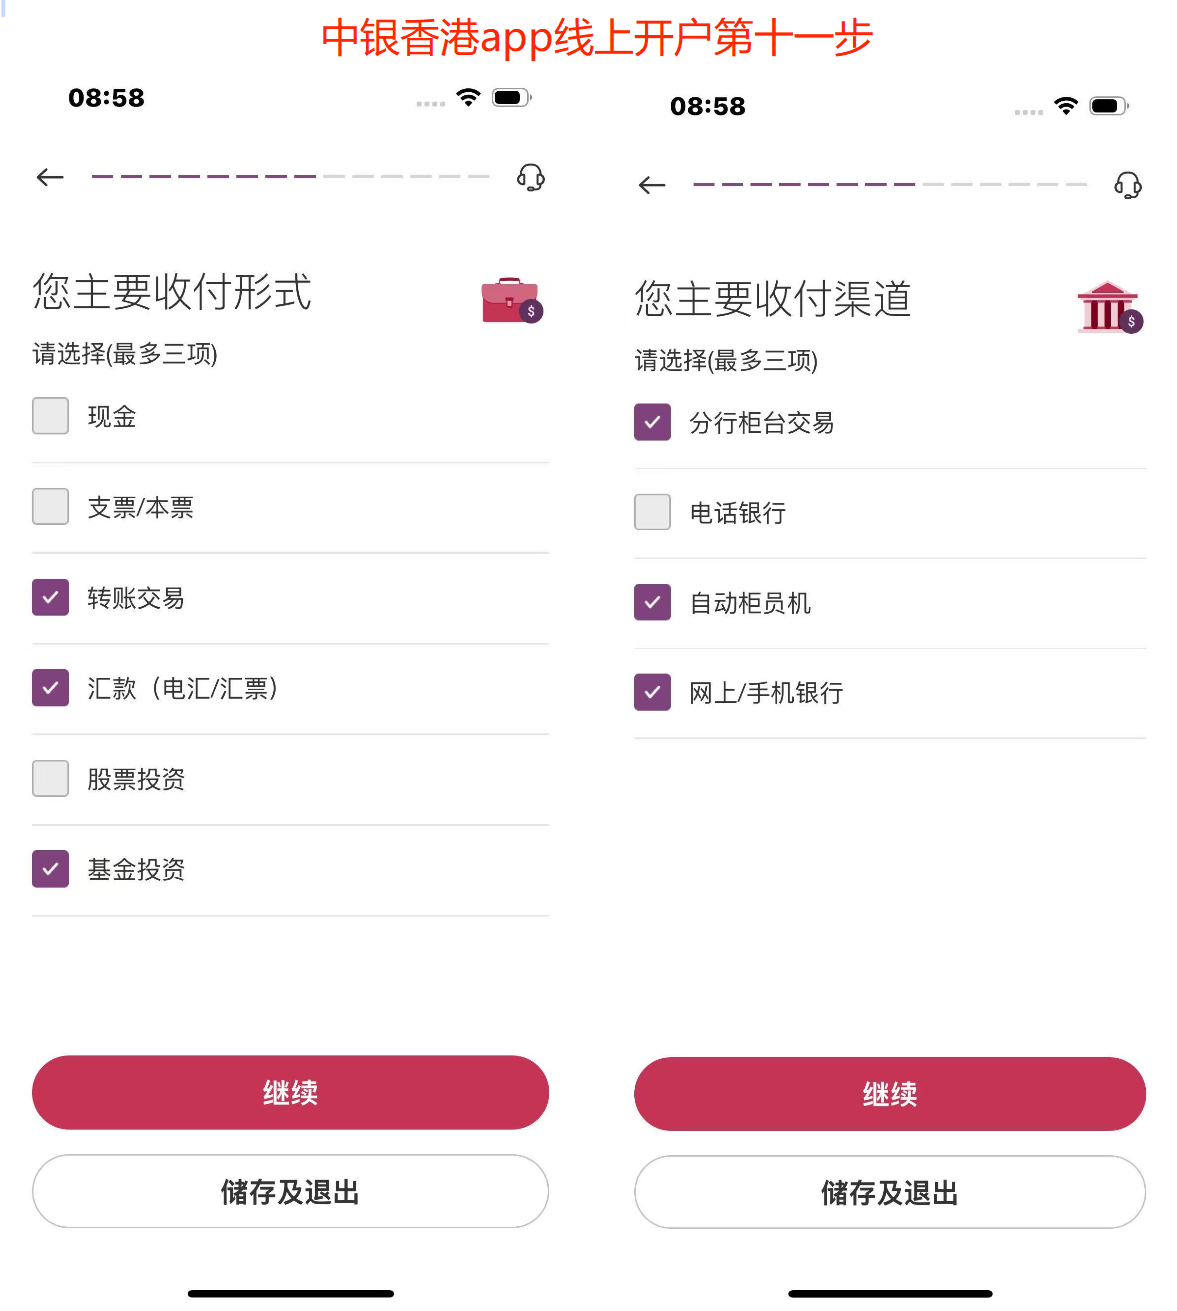 中银香港app线上开户第十一步
08:58
您主要收付形式
$
请选择(最多三项)
现金
支票/本票
转账交易
汇款（电汇/汇票）
股票投资
基金投资
继续
储存及退出
08:58
您主要收付渠道
$
请选择(最多三项)
分行柜台交易
电话银行
自动柜员机
网上/手机银行
继续
储存及退出